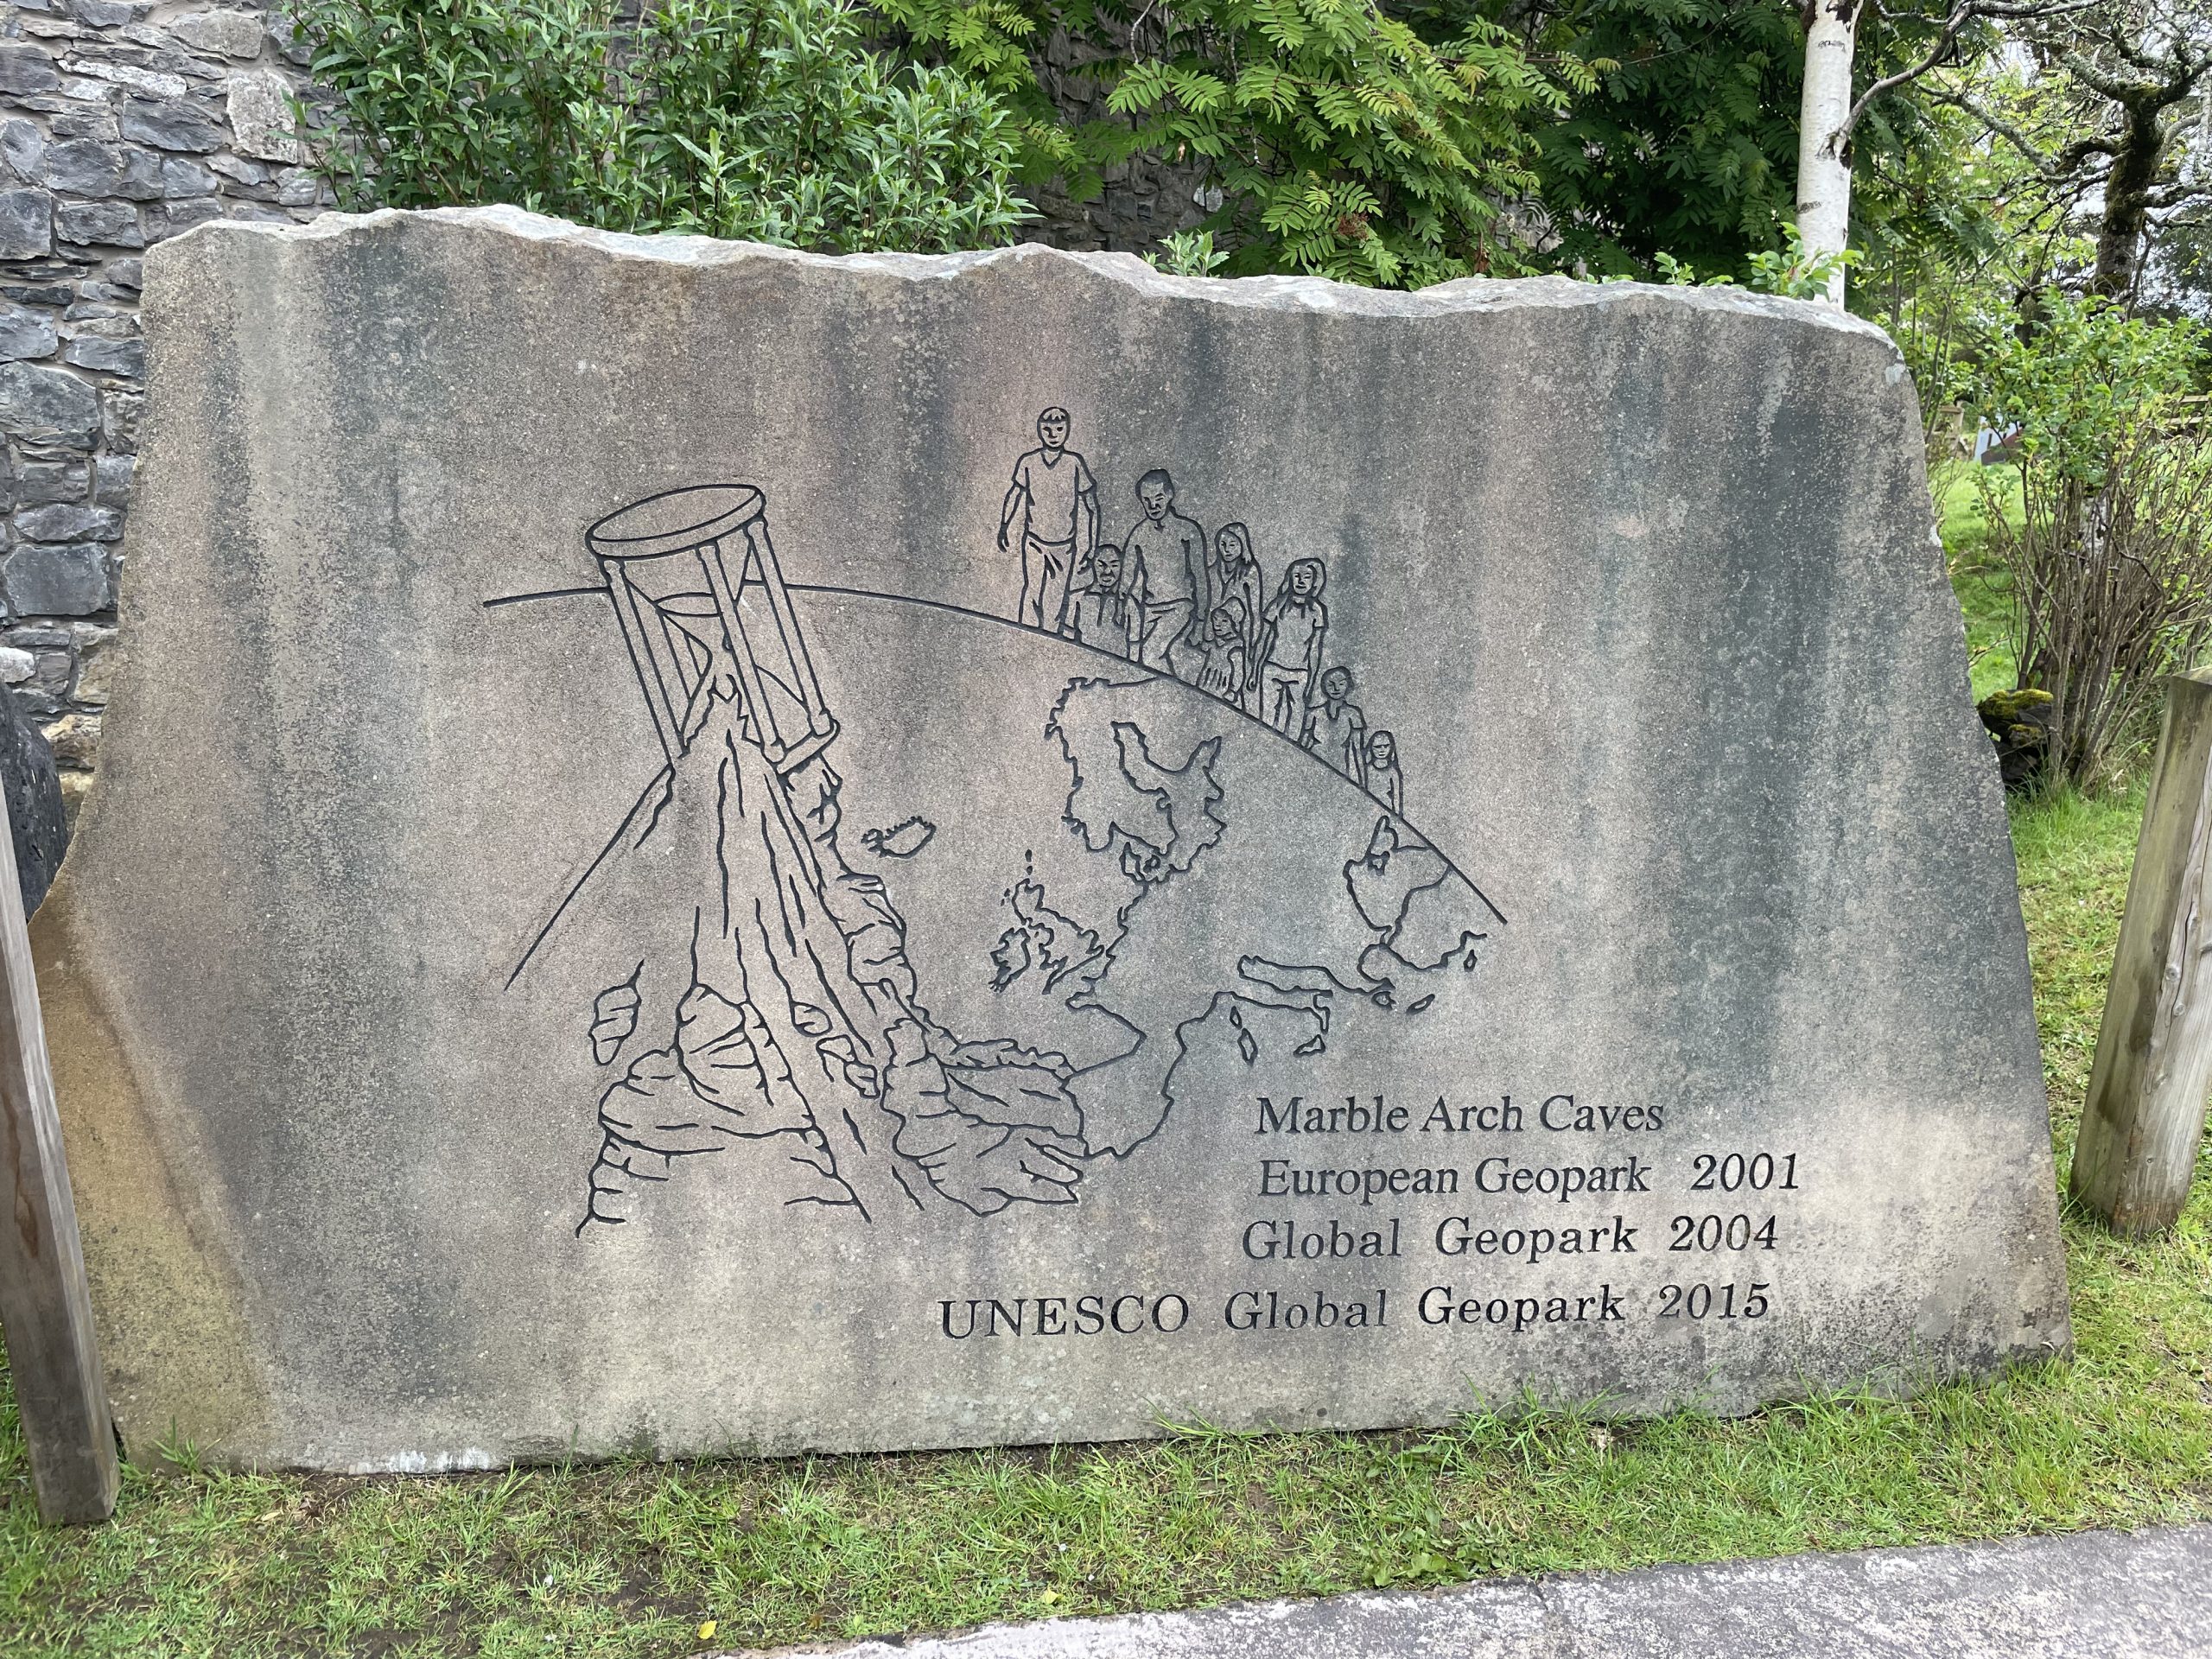 Marble Arch Caves
European Geopark 2001
Global Geopark 2004
UNESCO Global Geopark 2015